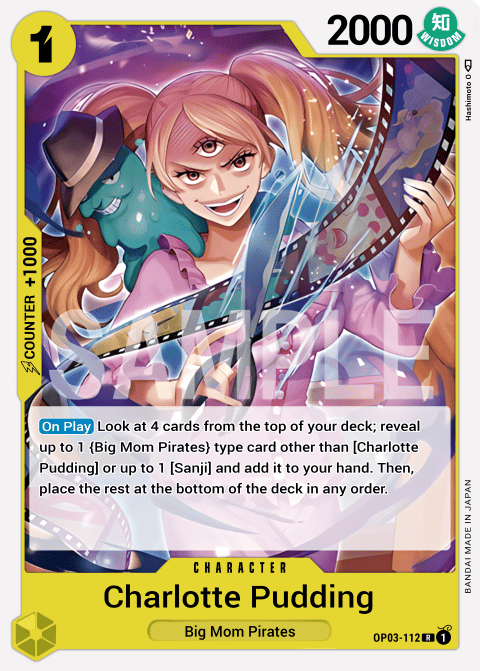 1
2000
知
WISDOM
Hashimoto Q
COUNTER +1000
SAMPLE
On Play Look at 4 cards from the top of your deck; reveal
up to 1 {Big Mom Pirates} type card other than [Charlotte
Pudding] or up to 1 [Sanji] and add it to your hand. Then,
place the rest at the bottom of the deck in any order.
BANDAI MADE IN JAPAN
CHARACTER
Charlotte Pudding
Big Mom Pirates
OP03-112 R 1